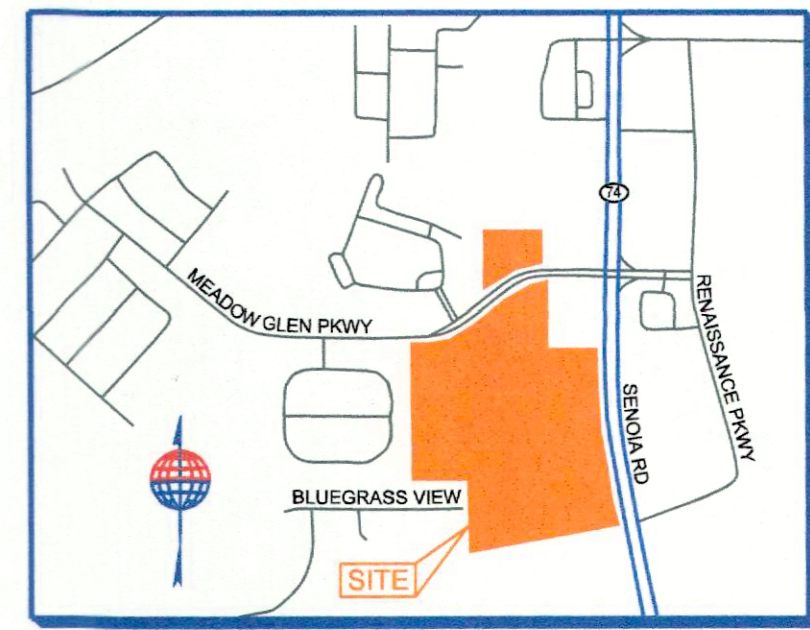 74
MEADOW GLEN PKWY
RENAISSANCE PKWY
SENOIA RD
BLUEGRASS VIEW
SITE